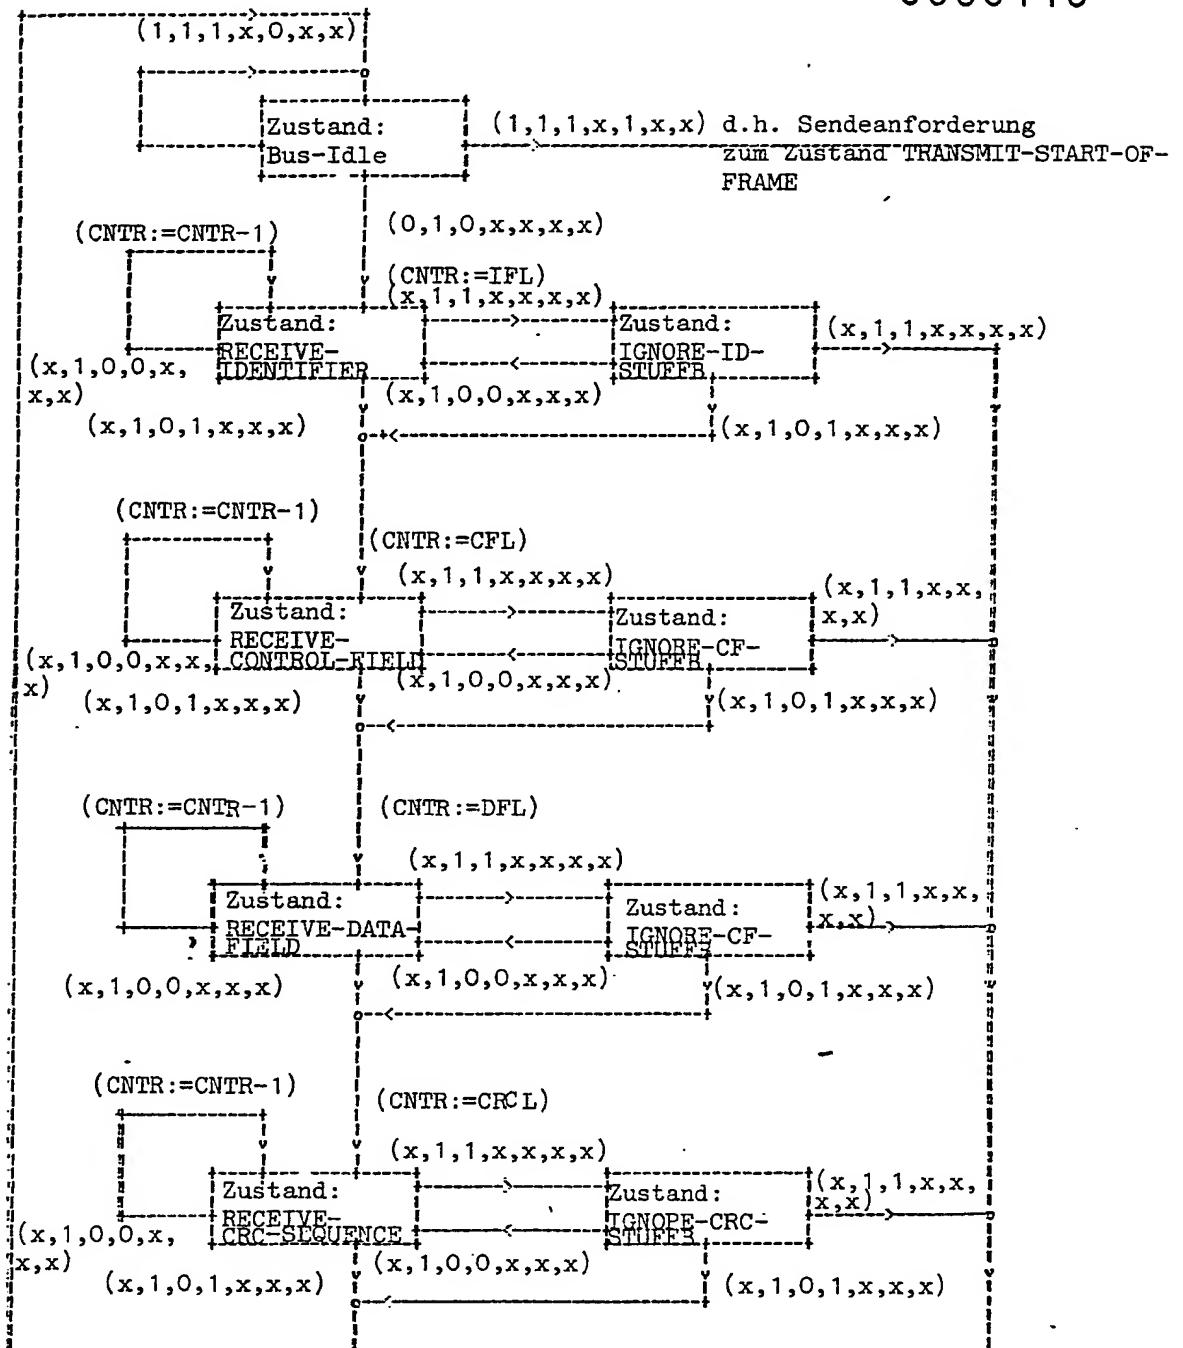 (1,1,1,x,0,x,x)
Zustand:
Bus-Idle
(1,1,1,x,1,x,x) d.h. Sendeanforderung
zum Zustand TRANSMIT-START-OF-
FRAME
(0,1,0,x,x,x,x)
(CNTR:=CNTR-1)
(CNTR:=IFL)
(x,1,1,x,x,x,x)
Zustand:
RECEIVE-
IDENTIFIER
Zustand:
IGNORE-ID-
STUFFB
(x,1,1,x,x,x,x)
(x,1,0,0,x,
x,x)
(x,1,0,0,x,x,x)
(x,1,0,1,x,x,x)
(x,1,0,1,x,x,x)
(CNTR:=CNTR-1)
(CNTR:=CFL)
(x,1,1,x,x,x,x)
(x,1,1,x,x,
x,x)
Zustand:
RECEIVE-
CONTROL-FIELD
Zustand:
IGNORE-CF-
STUFFB
(x,1,0,0,x,x,
x)
(x,1,0,0,x,x,x)
(x,1,0,1,x,x,x)
(x,1,0,1,x,x,x)
(CNTR:=CNTR-1)
(CNTR:=DFL)
(x,1,1,x,x,x,x)
(x,1,1,x,x,
x,x)
Zustand:
RECEIVE-DATA-
FIELD
Zustand:
IGNORE-CF-
STUFFB
(x,1,0,0,x,x,x)
(x,1,0,0,x,x,x)
(x,1,0,1,x,x,x)
(CNTR:=CNTR-1)
(CNTR:=CRCL)
(x,1,1,x,x,x,x)
(x,1,1,x,x,
x,x)
Zustand:
RECEIVE-
CRC-SEQUENCE
Zustand:
IGNOPE-CRC-
STUFFB
(x,1,0,0,x,
x,x)
(x,1,0,0,x,x,x)
(x,1,0,1,x,x,x)
(x,1,0,1,x,x,x)